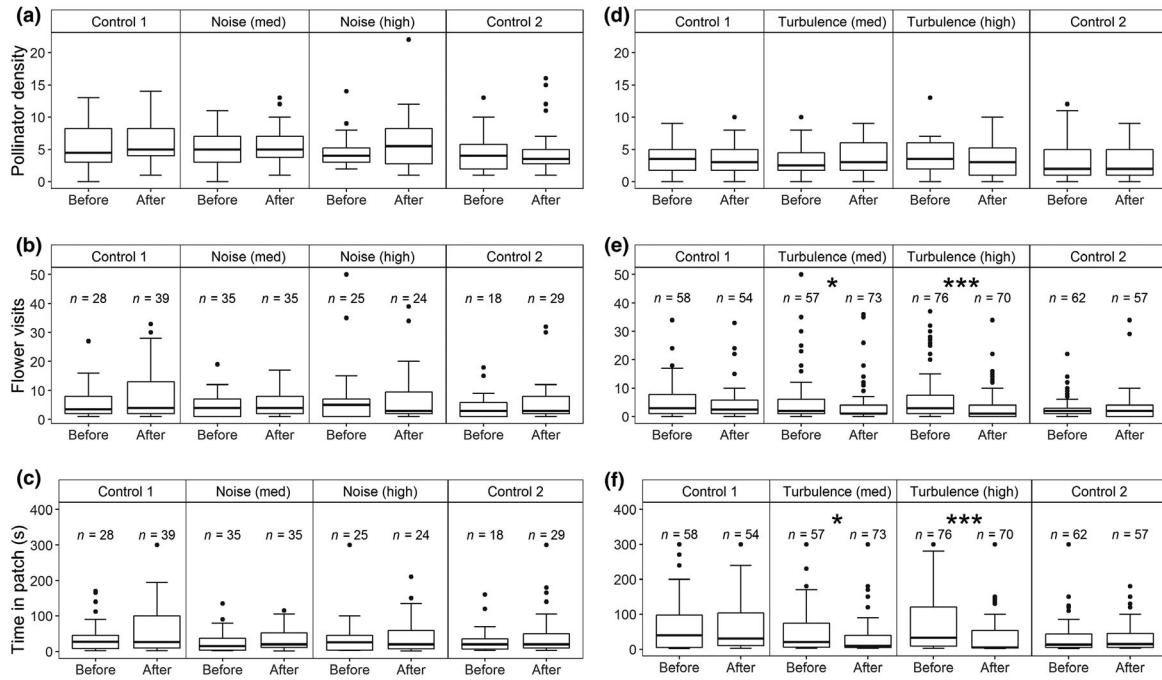 (a)
Control 1 Noise (med) Noise (high) Control 2
Pollinator density
20
15
10
5
0
Before After Before After Before After Before After
(d)
Control 1 Turbulence (med) Turbulence (high) Control 2
20
15
10
5
0
Before After Before After Before After Before After
(b)
Control 1 Noise (med) Noise (high) Control 2
Flower visits
50
40
30
20
10
0
n = 28 n = 39 n = 35 n = 35 n = 25 n = 24 n = 18 n = 29
Before After Before After Before After Before After
(e)
Control 1 Turbulence (med) Turbulence (high) Control 2
50
40
30
20
10
0
* ***
n = 58 n = 54 n = 57 n = 73 n = 76 n = 70 n = 62 n = 57
Before After Before After Before After Before After
(c)
Control 1 Noise (med) Noise (high) Control 2
Time in patch (s)
400
300
200
100
0
n = 28 n = 39 n = 35 n = 35 n = 25 n = 24 n = 18 n = 29
Before After Before After Before After Before After
(f)
Control 1 Turbulence (med) Turbulence (high) Control 2
400
300
200
100
0
* ***
n = 58 n = 54 n = 57 n = 73 n = 76 n = 70 n = 62 n = 57
Before After Before After Before After Before After